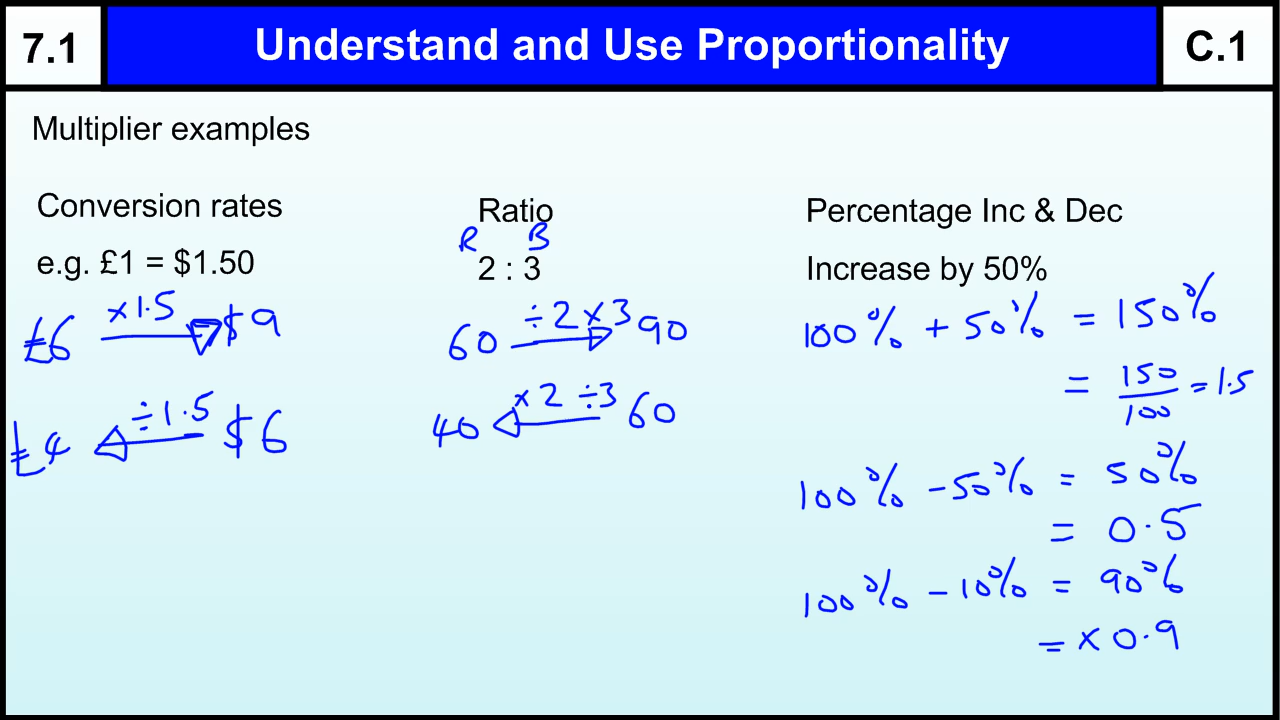 7.1
Understand and Use Proportionality
C.1
Multiplier examples
Conversion rates
e.g. £1 = $1.50
£6 ×1.5 $9
£4 ÷1.5 $6
Ratio
R B
2 : 3
60 ÷2×3 90
40 ×2 ÷3 60
Percentage Inc & Dec
Increase by 50%
100% + 50% = 150%
= 150/100 = 1.5
100% - 50% = 50%
= 0.5
100% - 10% = 90%
= × 0.9